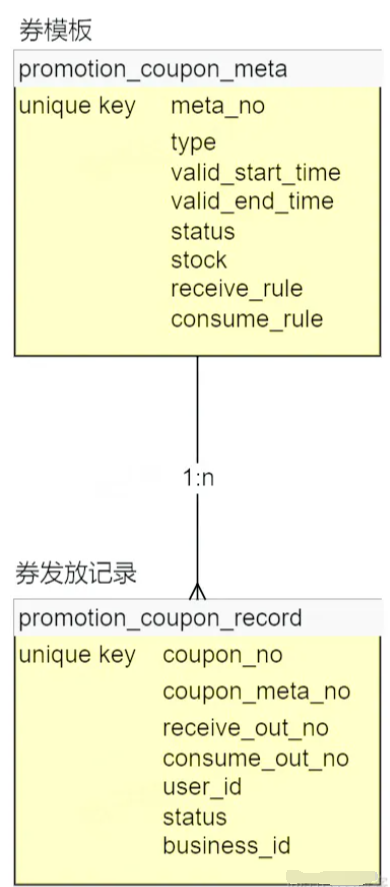 券模板
promotion_coupon_meta
unique key meta_no
type
valid_start_time
valid_end_time
status
stock
receive_rule
consume_rule
1:n
券发放记录
promotion_coupon_record
unique key coupon_no
coupon_meta_no
receive_out_no
consume_out_no
user_id
status
business_id